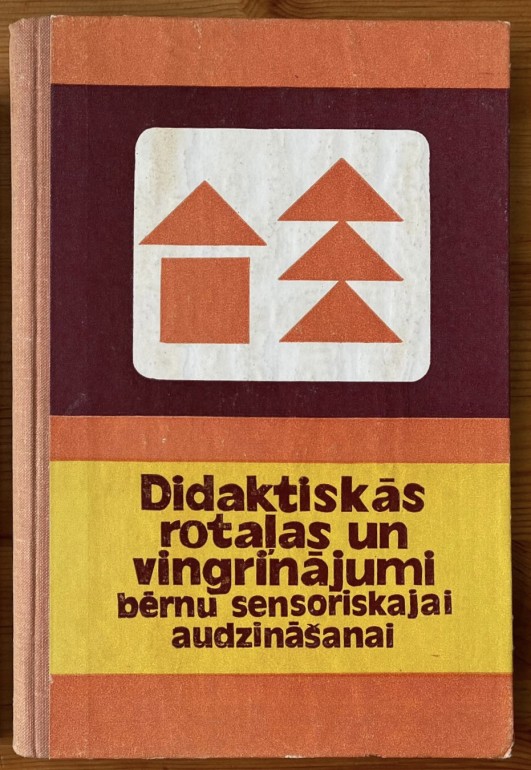 Didaktiskās
rotaļas un
vingrinājumi
bērnu sensoriskajai
audzināšanai